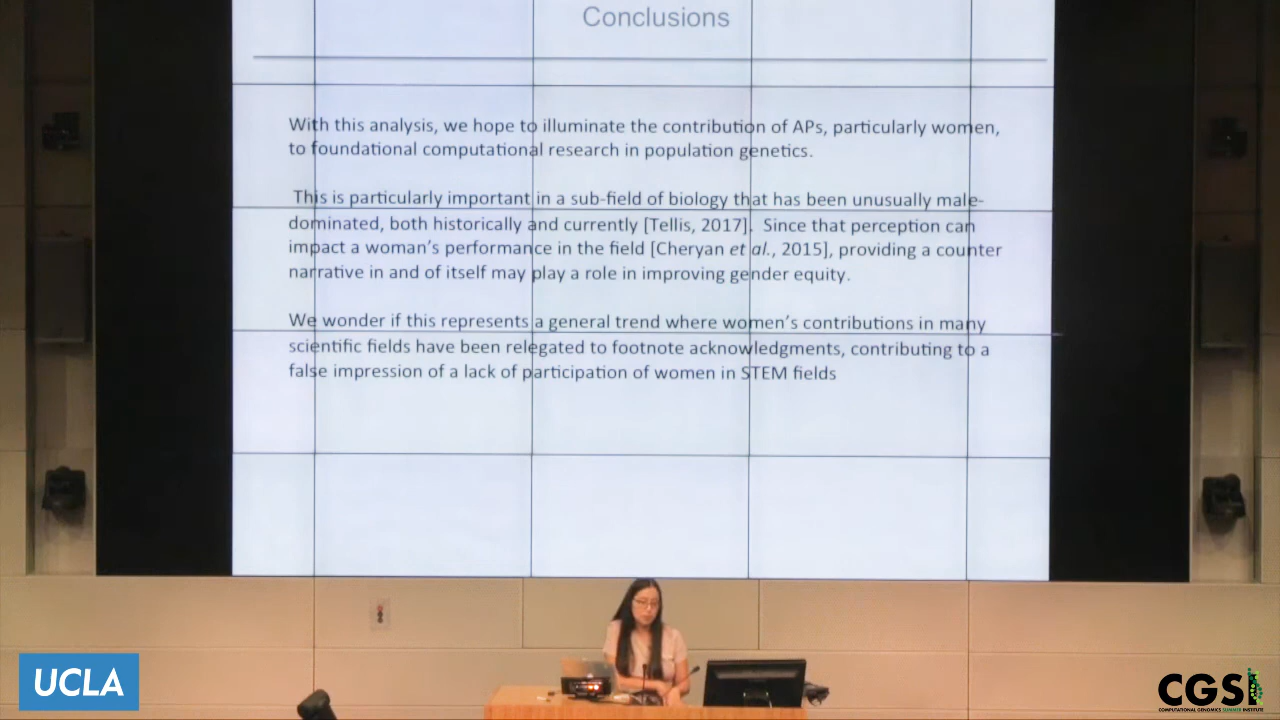 Conclusions
With this analysis, we hope to illuminate the contribution of APs, particularly women,
to foundational computational research in population genetics.
This is particularly important in a sub-field of biology that has been unusually male-
dominated, both historically and currently [Tellis, 2017].  Since that perception can
impact a woman's performance in the field [Cheryan et al., 2015], providing a counter
narrative in and of itself may play a role in improving gender equity.
We wonder if this represents a general trend where women's contributions in many
scientific fields have been relegated to footnote acknowledgments, contributing to a
false impression of a lack of participation of women in STEM fields
UCLA
CGSI
COMPUTATIONAL GENOMICS SUMMER INSTITUTE